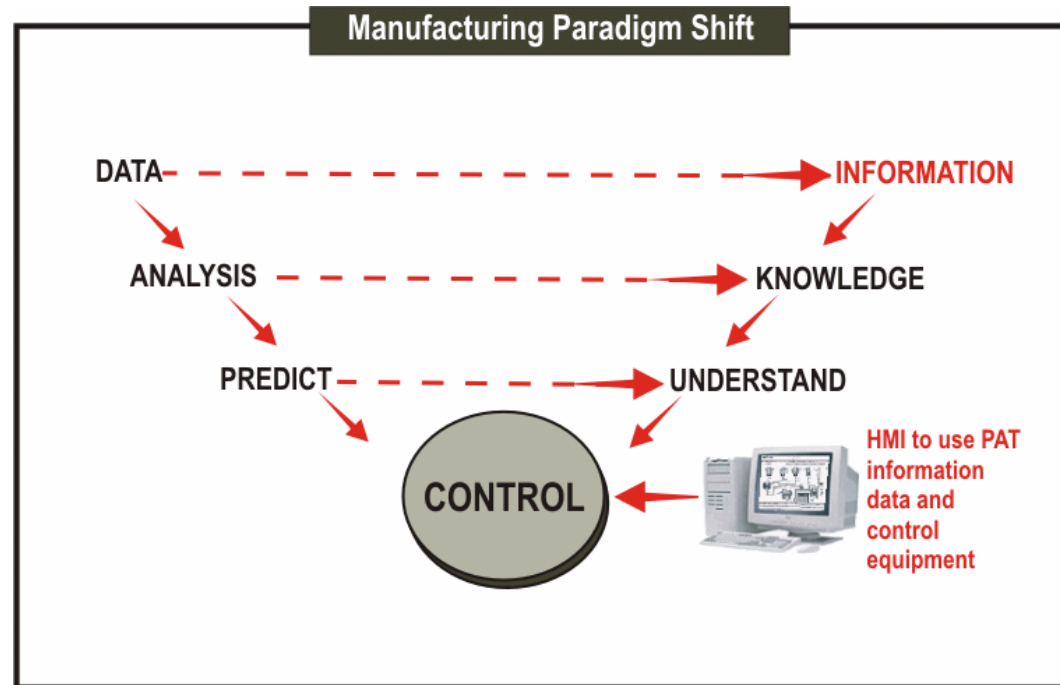 Manufacturing Paradigm Shift
DATA
INFORMATION
ANALYSIS
KNOWLEDGE
PREDICT
UNDERSTAND
CONTROL
HMI to use PAT
information
data and
control
equipment